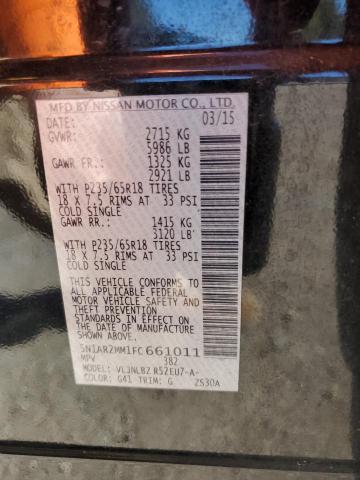 MFD BY NISSAN MOTOR CO., LTD.
DATE: 03/15
GVWR: 2715 KG
5986 LB
GAWR FR.: 1325 KG
2921 LB
WITH P235/65R18 TIRES
18 X 7.5 RIMS AT 33 PSI
COLD SINGLE
GAWR RR.: 1415 KG
3120 LB
WITH P235/65R18 TIRES
18 X 7.5 RIMS AT 33 PSI
COLD SINGLE
THIS VEHICLE CONFORMS TO
ALL APPLICABLE FEDERAL
MOTOR VEHICLE SAFETY AND
THEFT PREVENTION
STANDARDS IN EFFECT ON
THE DATE OF MANUFACTURE
SHOWN ABOVE.
5N1AR2MM1FC661011
MPV 382
MODEL: VL3NLBZ R52EU7-A-
COLOR: G41 TRIM: G 2S30A